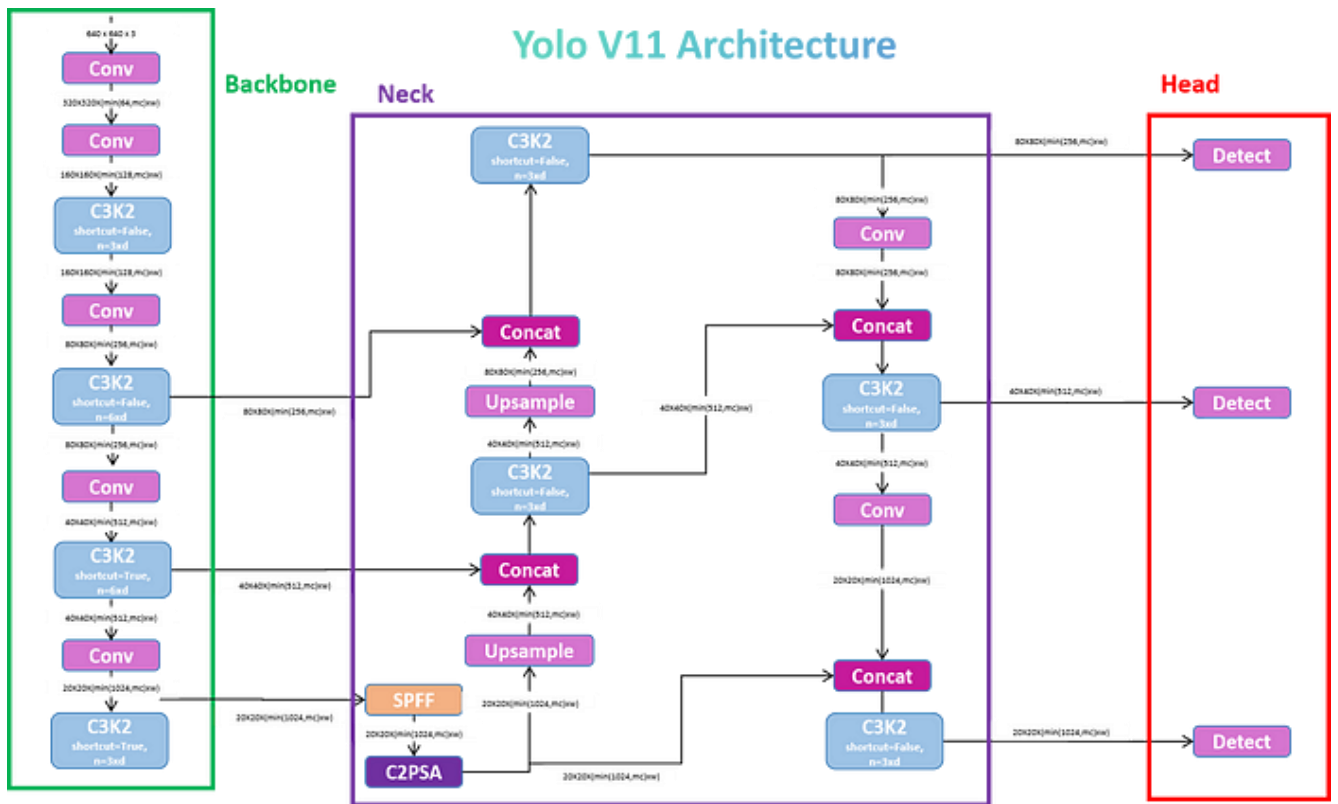 Yolo V11 Architecture
Backbone
640 x 640 x 3
Conv
320X320X(min(64,mc)xw)
Conv
160X160X(min(128,mc)xw)
C3K2
shortcut=False,
n=3xd
160X160X(min(128,mc)xw)
Conv
80X80X(min(256,mc)xw)
C3K2
shortcut=False,
n=6xd
80X80X(min(256,mc)xw)
Conv
40X40X(min(512,mc)xw)
C3K2
shortcut=True,
n=6xd
40X40X(min(512,mc)xw)
Conv
20X20X(min(1024,mc)xw)
C3K2
shortcut=True,
n=3xd
80X80X(min(256,mc)xw)
40X40X(min(512,mc)xw)
20X20X(min(1024,mc)xw)
Neck
C3K2
shortcut=False,
n=3xd
Concat
80X80X(min(256,mc)xw)
Upsample
40X40X(min(512,mc)xw)
C3K2
shortcut=False,
n=3xd
Concat
40X40X(min(512,mc)xw)
Upsample
20X20X(min(1024,mc)xw)
SPFF
20X20X(min(1024,mc)xw)
C2PSA
20X20X(min(1024,mc)xw)
40X40X(min(512,mc)xw)
80X80X(min(256,mc)xw)
Conv
80X80X(min(256,mc)xw)
Concat
C3K2
shortcut=False,
n=3xd
40X40X(min(512,mc)xw)
Conv
20X20X(min(1024,mc)xw)
Concat
C3K2
shortcut=False,
n=3xd
Head
80X80X(min(256,mc)xw)
Detect
40X40X(min(512,mc)xw)
Detect
20X20X(min(1024,mc)xw)
Detect